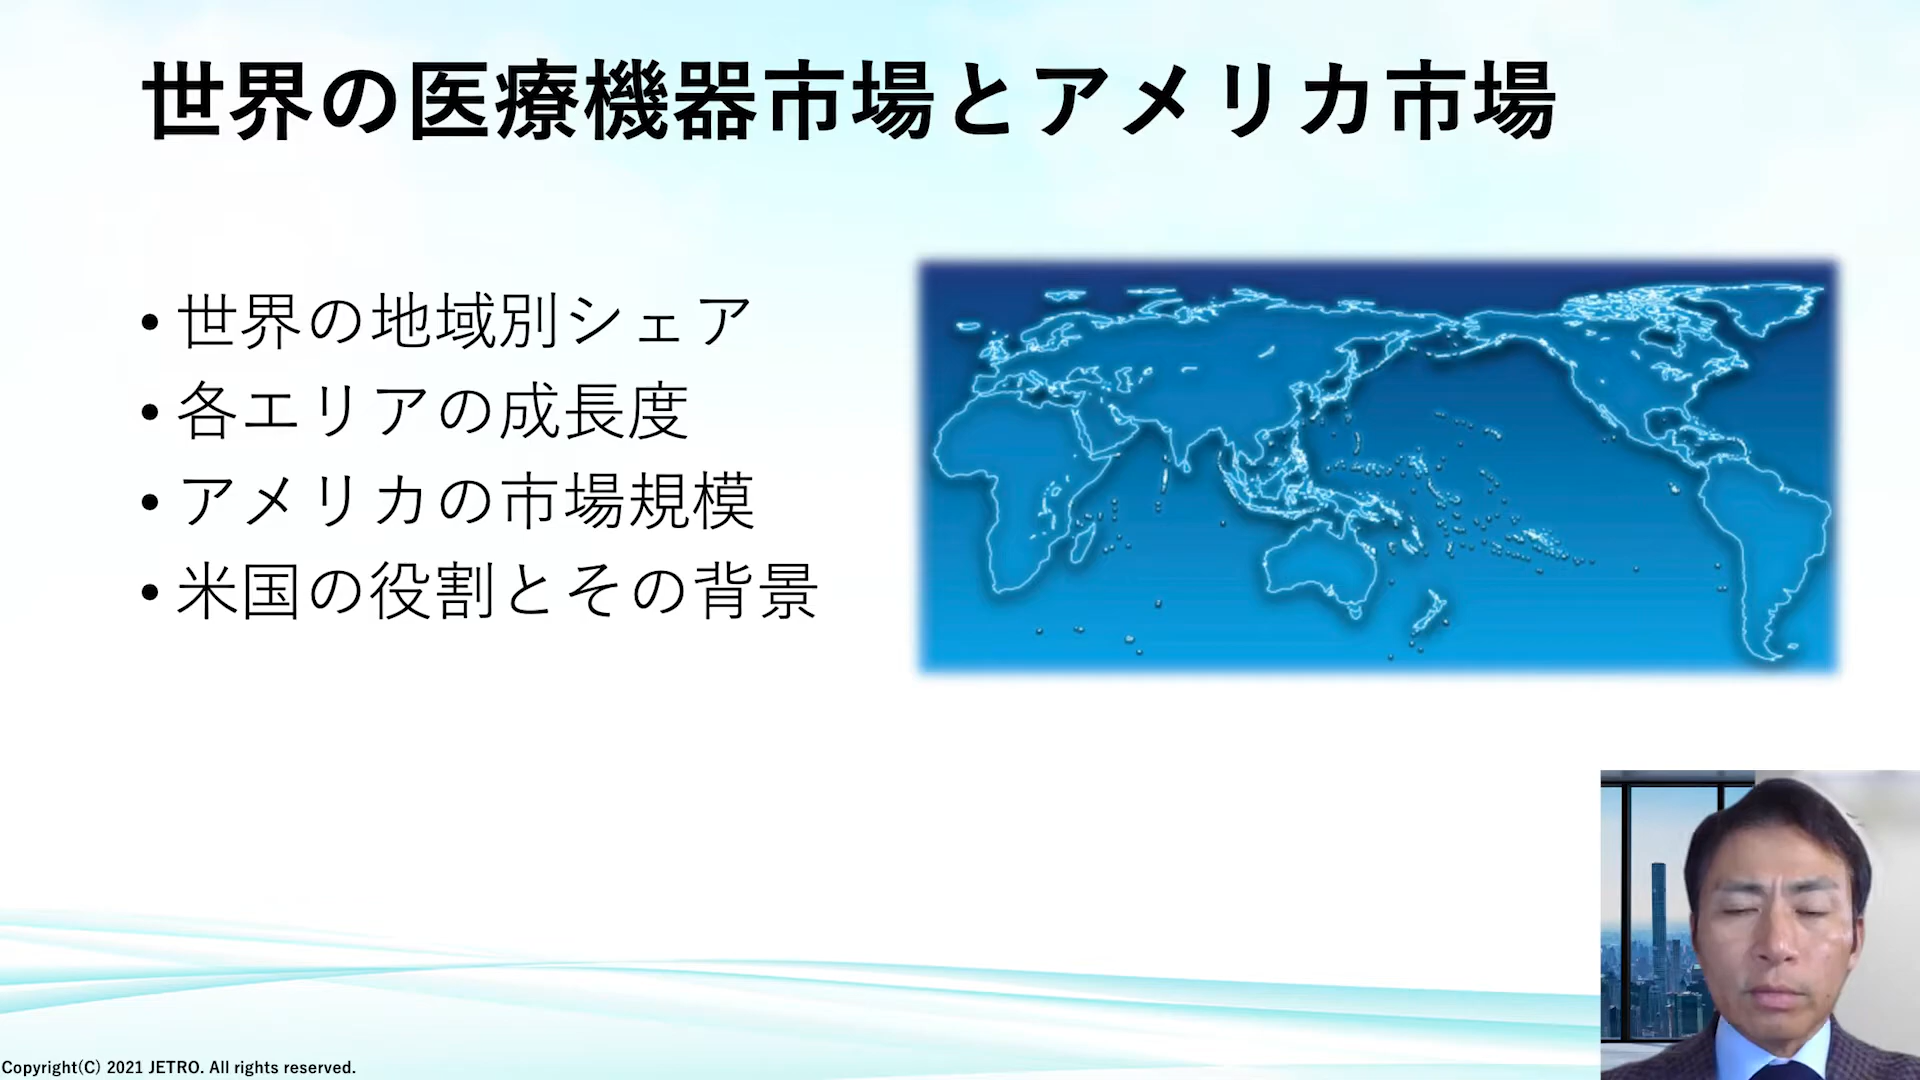 世界の医療機器市場とアメリカ市場
• 世界の地域別シェア
• 各エリアの成長度
• アメリカの市場規模
• 米国の役割とその背景
Copyright(C) 2021 JETRO. All rights reserved.